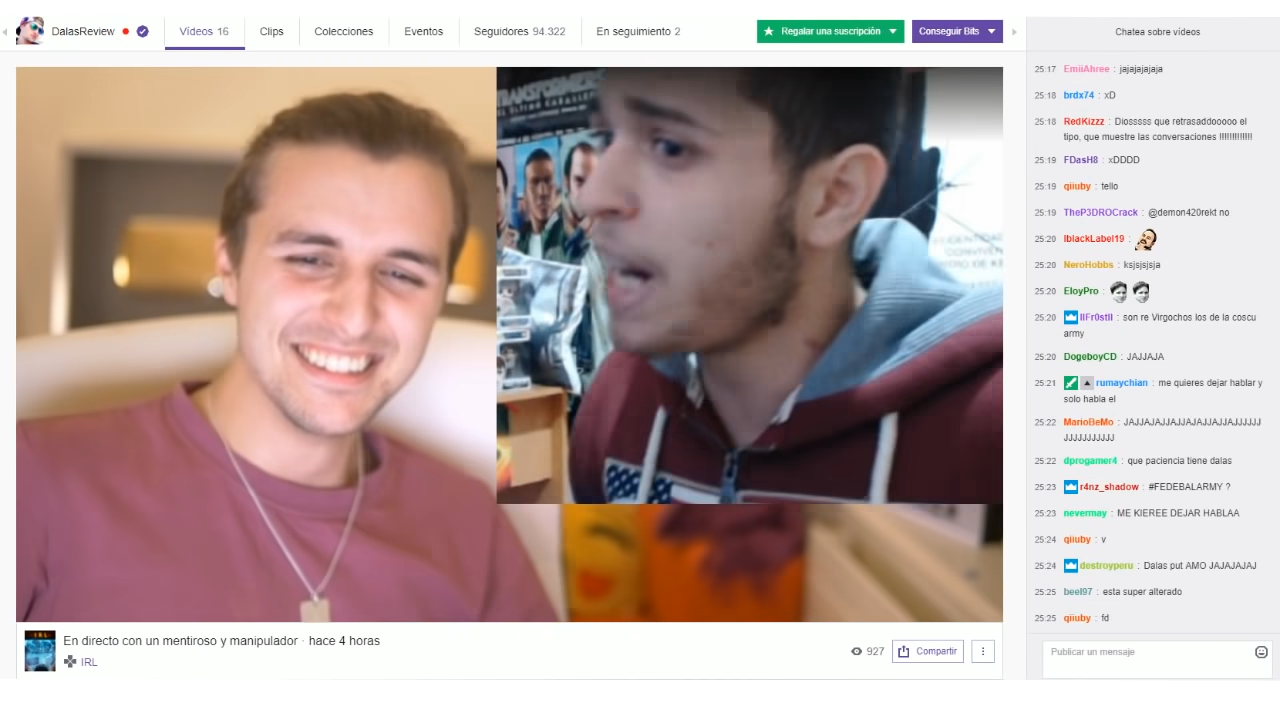 DalasReview
Vídeos 16
Clips
Colecciones
Eventos
Seguidores 94.322
En seguimiento 2
Regalar una suscripción
Conseguir Bits
Chatea sobre vídeos
TRANSFORMERS
EL ÚLTIMO CABALLERO
25:17 EmiiAhree : jajajajajaja
25:18 brdx74 : xD
25:18 RedKizzz : Diosssss que retrasaddooooo el
tipo, que muestre las conversaciones !!!!!!!!!!!!!
25:19 FDasH8 : xDDDD
25:19 qiiuby : tello
25:19 TheP3DROCrack : @demon420rekt no
25:20 lblackLabel19 :
25:20 NeroHobbs : ksjsjsjsja
25:20 EloyPro :
25:20 llFr0stll : son re Virgochos los de la coscu
army
25:20 DogeboyCD : JAJJAJA
25:21 rumaychian : me quieres dejar hablar y
solo habla el
25:22 MarioBeMo : JAJJAJAJJAJJAJAJJAJJAJJJJJJ
JJJJJJJJJJJ
25:22 dprogamer4 : que paciencia tiene dalas
25:23 r4nz_shadow : #FEDEBALARMY ?
25:23 nevermay : ME KIEREE DEJAR HABLAA
25:24 qiiuby : v
25:24 destroyperu : Dalas put AMO JAJAJAJAJ
25:25 beel97 : esta super alterado
25:25 qiiuby : fd
En directo con un mentiroso y manipulador · hace 4 horas
IRL
927
Compartir
Publicar un mensaje